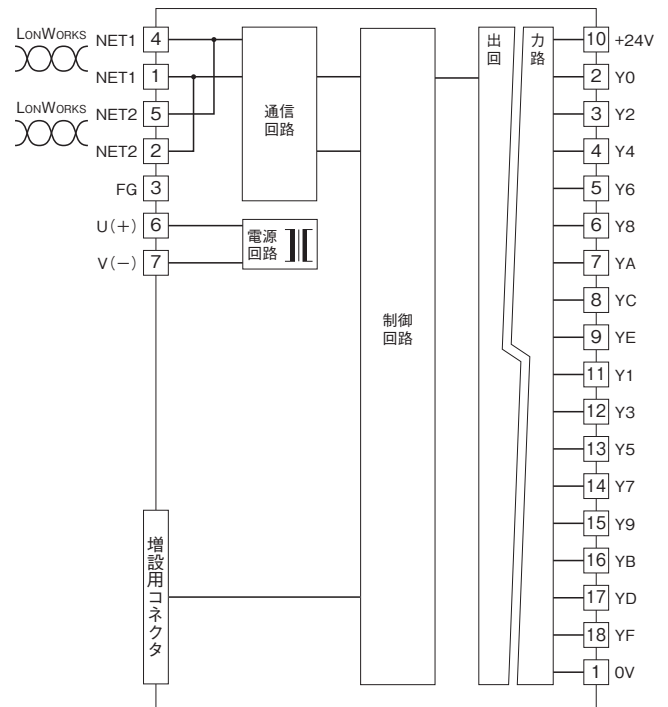 LONWORKS
NET1 4
NET1 1
LONWORKS
NET2 5
NET2 2
FG 3
U(+) 6
V(−) 7
増設用コネクタ
通信
回路
電源
回路
制御
回路
出力
回路
10 +24V
2 Y0
3 Y2
4 Y4
5 Y6
6 Y8
7 YA
8 YC
9 YE
11 Y1
12 Y3
13 Y5
14 Y7
15 Y9
16 YB
17 YD
18 YF
1 0V